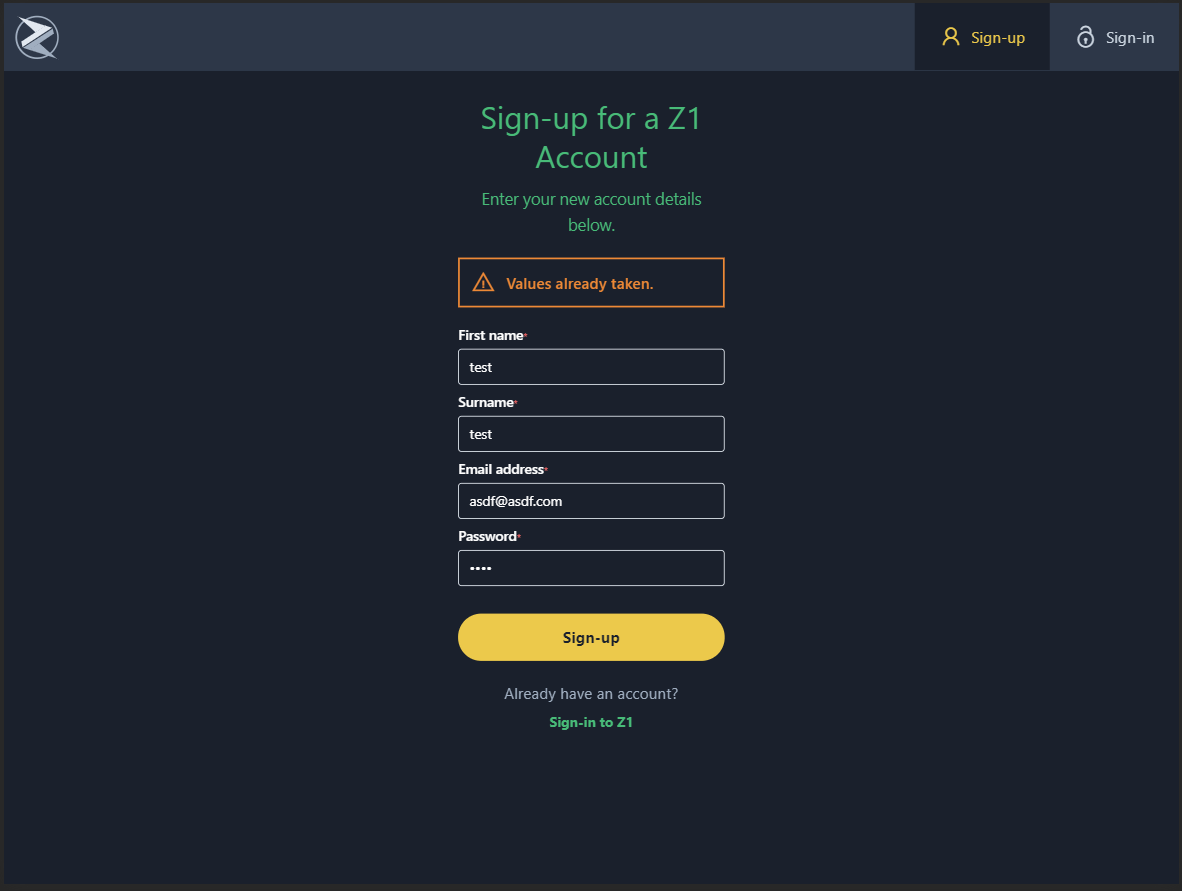 Sign-up
Sign-in
Sign-up for a Z1
Account
Enter your new account details
below.
Values already taken.
First name*
test
Surname*
test
Email address*
asdf@asdf.com
Password*
••••
Sign-up
Already have an account?
Sign-in to Z1